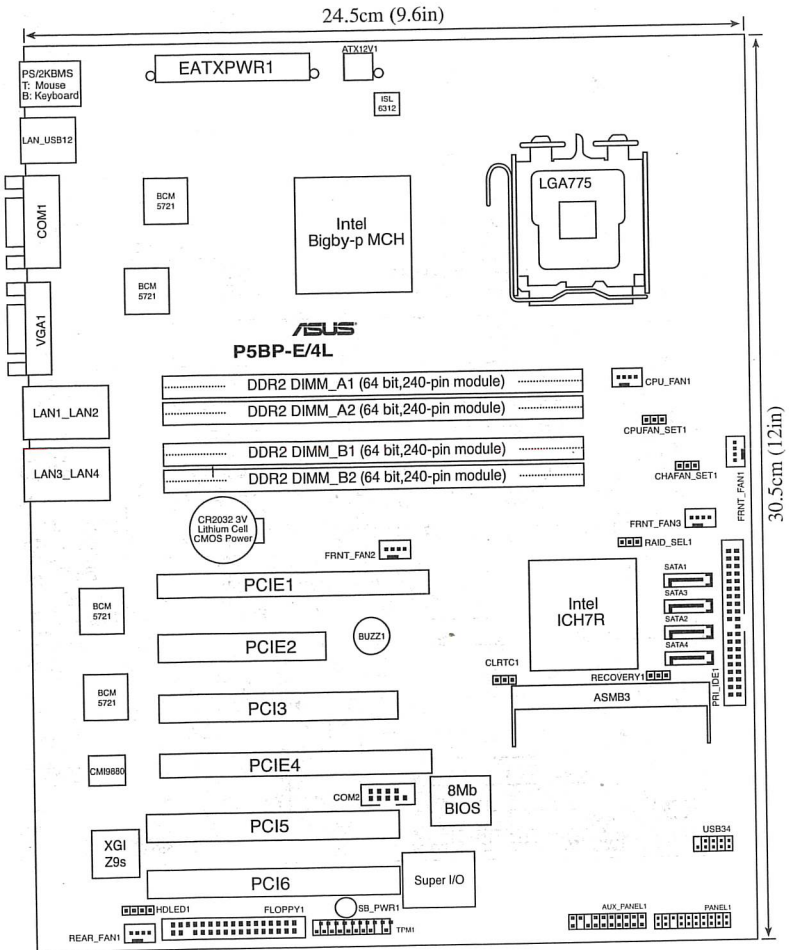 24.5cm (9.6in)
PS/2KBMS
T: Mouse
B: Keyboard
EATXPWR1
ATX12V1
ISL
6312
LAN_USB12
COM1
BCM
5721
Intel
Bigby-p MCH
LGA775
BCM
5721
VGA1
ASUS
P5BP-E/4L
DDR2 DIMM_A1 (64 bit,240-pin module)
DDR2 DIMM_A2 (64 bit,240-pin module)
DDR2 DIMM_B1 (64 bit,240-pin module)
DDR2 DIMM_B2 (64 bit,240-pin module)
LAN1_LAN2
LAN3_LAN4
CPU_FAN1
CPUFAN_SET1
CHAFAN_SET1
FRNT_FAN1
30.5cm (12in)
CR2032 3V
Lithium Cell
CMOS Power
FRNT_FAN2
FRNT_FAN3
RAID_SEL1
PCIE1
BCM
5721
Intel
ICH7R
SATA1
SATA3
SATA2
SATA4
PCIE2
BUZZ1
CLRTC1
RECOVERY1
PRI_IDE1
BCM
5721
PCI3
ASMB3
CMI9880
PCIE4
COM2
8Mb
BIOS
XGI
Z9s
PCI5
USB34
PCI6
Super I/O
HDLED1
FLOPPY1
SB_PWR1
TPM1
AUX_PANEL1
PANEL1
REAR_FAN1